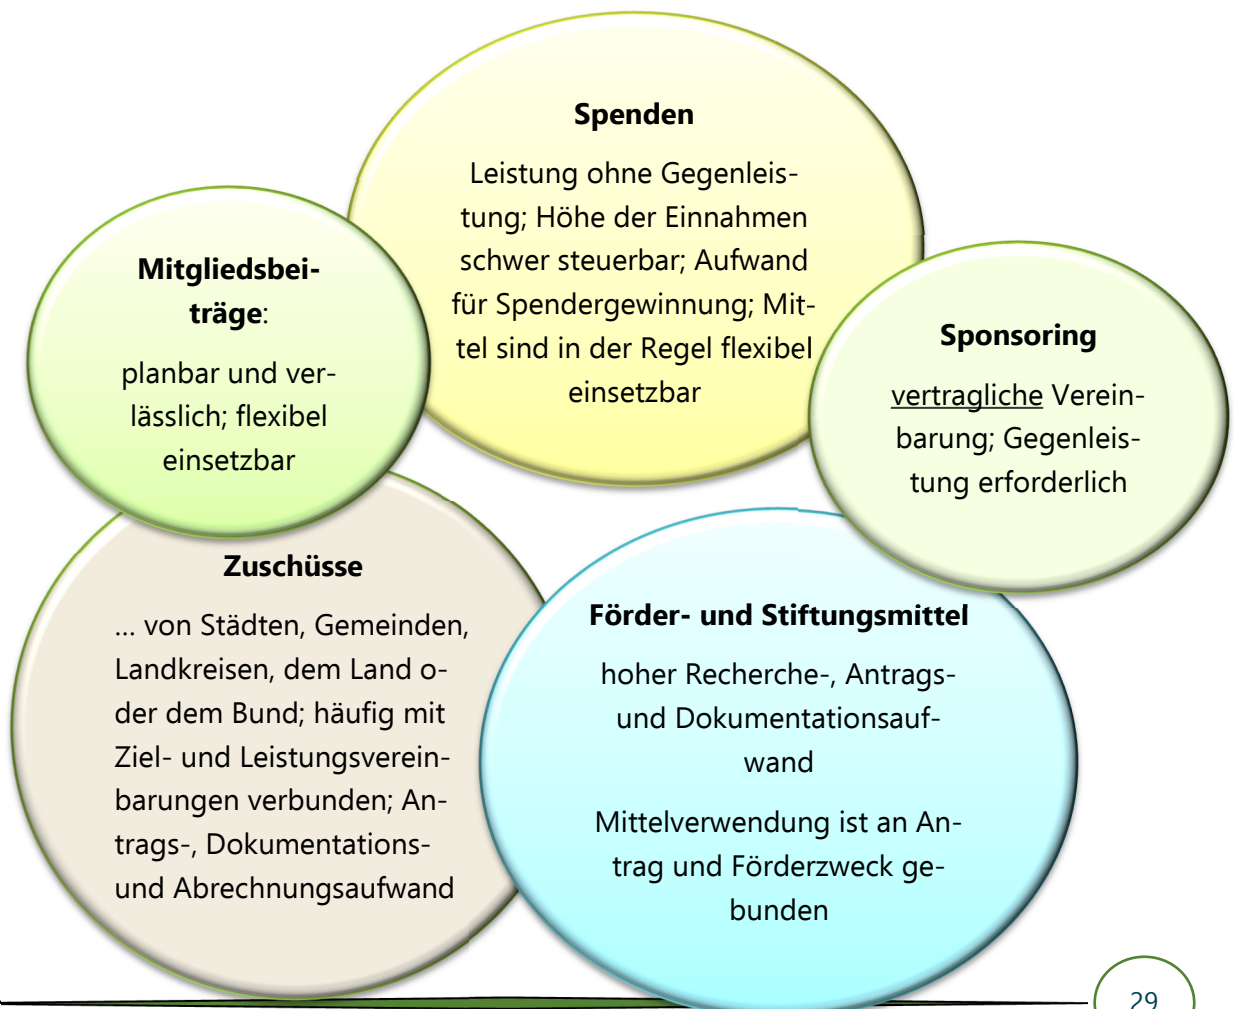 Spenden
Leistung ohne Gegenleis-
tung; Höhe der Einnahmen
schwer steuerbar; Aufwand
für Spendergewinnung; Mit-
tel sind in der Regel flexibel
einsetzbar
Mitgliedsbei-
träge:
planbar und ver-
lässlich; flexibel
einsetzbar
Sponsoring
vertragliche Verein-
barung; Gegenleis-
tung erforderlich
Zuschüsse
... von Städten, Gemeinden,
Landkreisen, dem Land o-
der dem Bund; häufig mit
Ziel- und Leistungsverein-
barungen verbunden; An-
trags-, Dokumentations-
und Abrechnungsaufwand
Förder- und Stiftungsmittel
hoher Recherche-, Antrags-
und Dokumentationsauf-
wand
Mittelverwendung ist an An-
trag und Förderzweck ge-
bunden
29